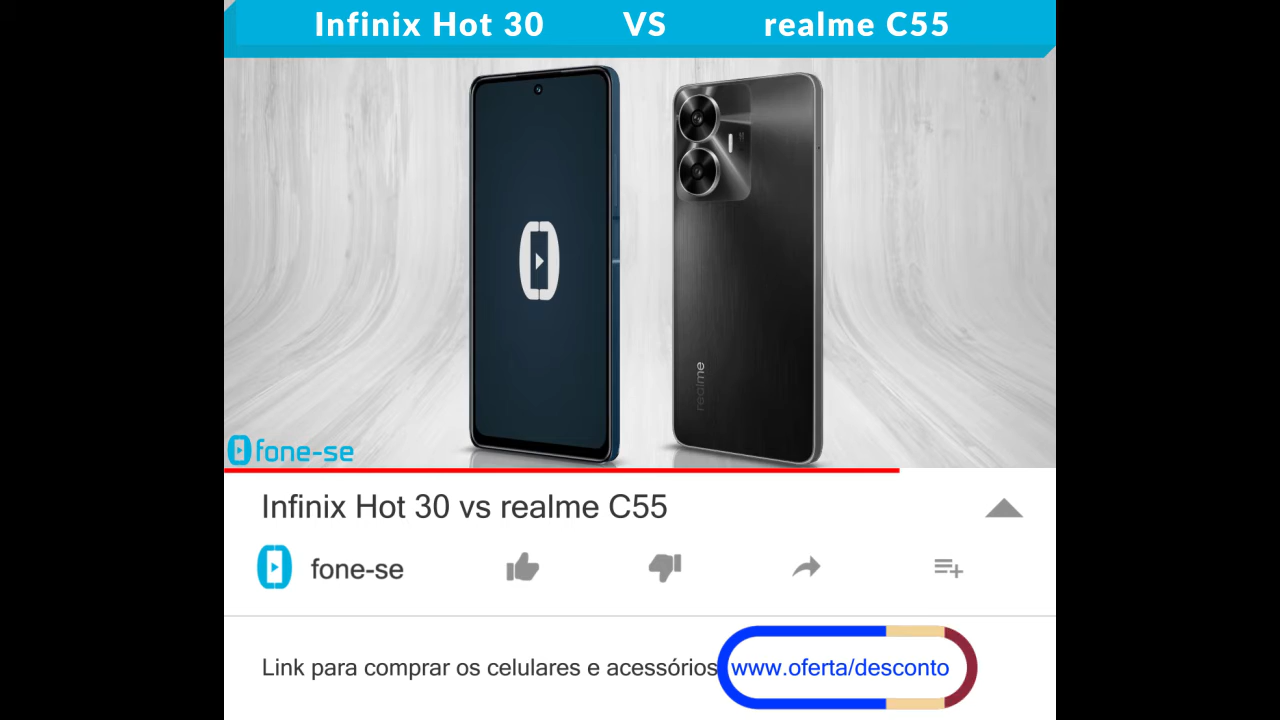 Infinix Hot 30 VS realme C55
realme
fone-se
Infinix Hot 30 vs realme C55
fone-se
Link para comprar os celulares e acessórios www.oferta/desconto